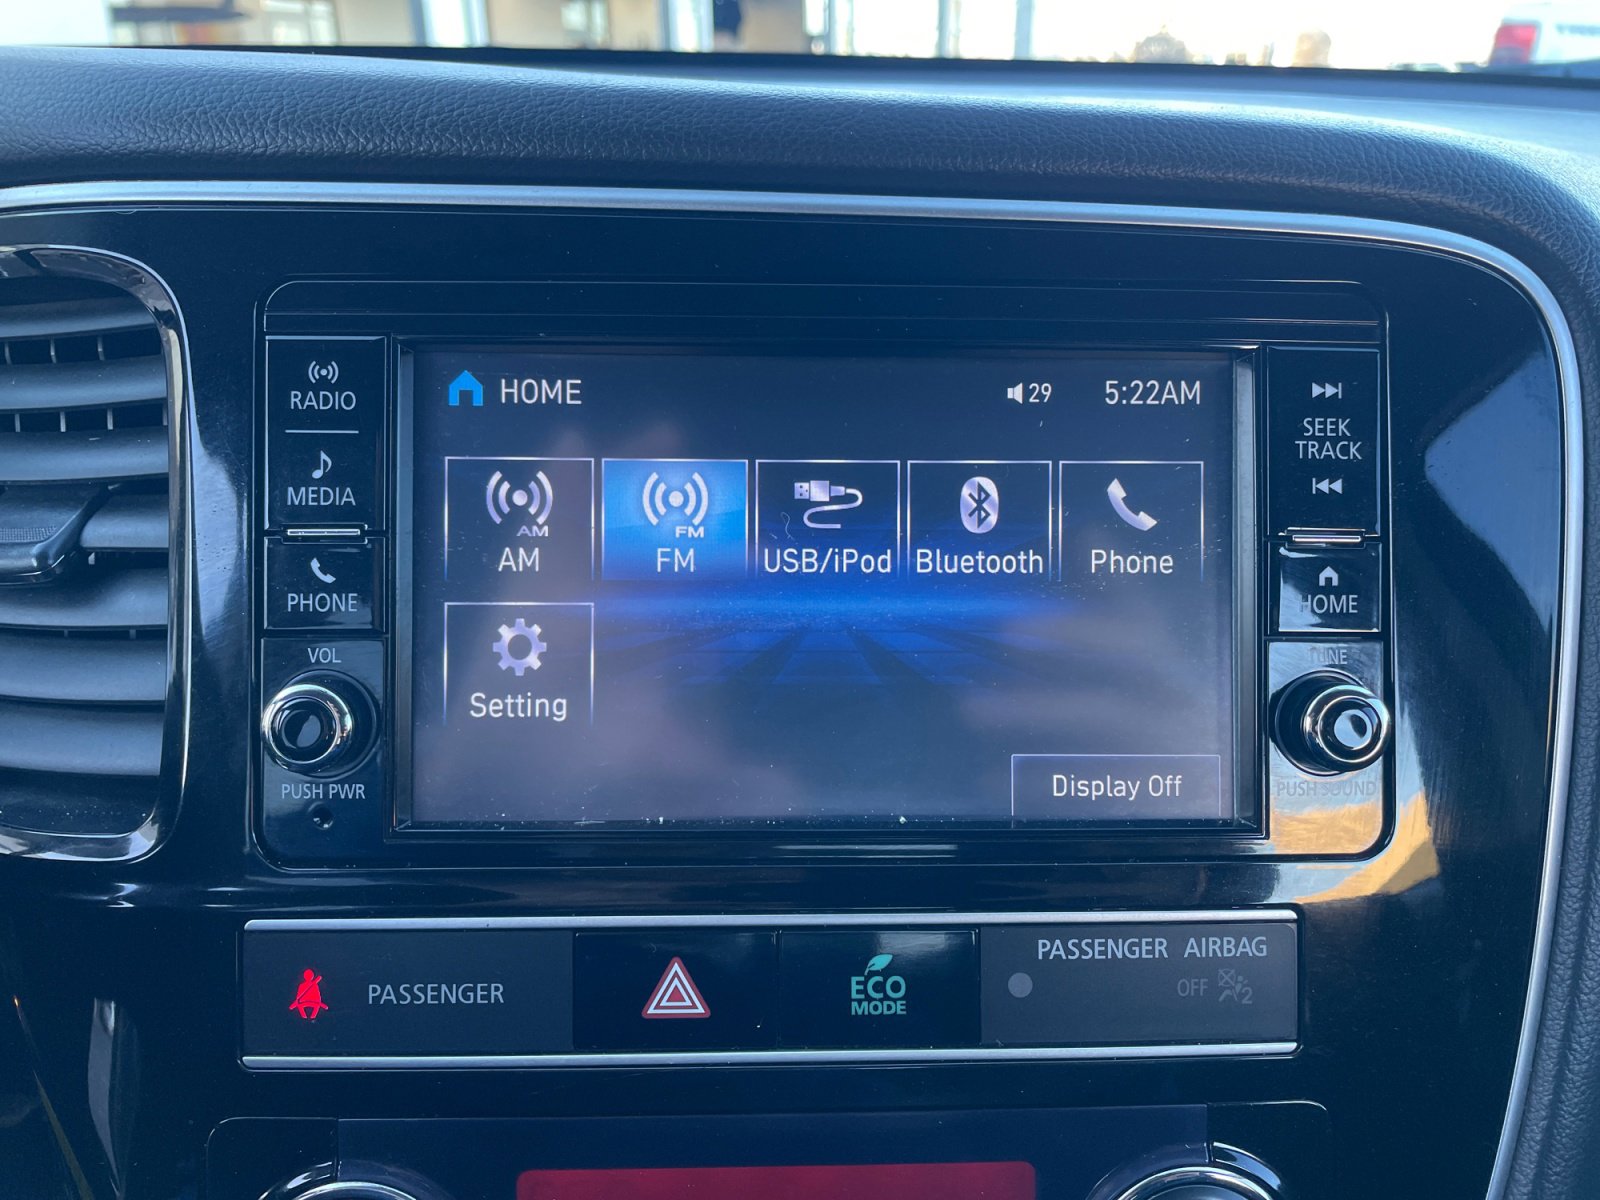 RADIO
MEDIA
PHONE
VOL
PUSH PWR
HOME
29
5:22AM
AM
AM
FM
FM
USB/iPod
Bluetooth
Phone
Setting
Display Off
SEEK
TRACK
HOME
TUNE
PUSH SOUND
PASSENGER
ECO
MODE
PASSENGER AIRBAG
OFF
2